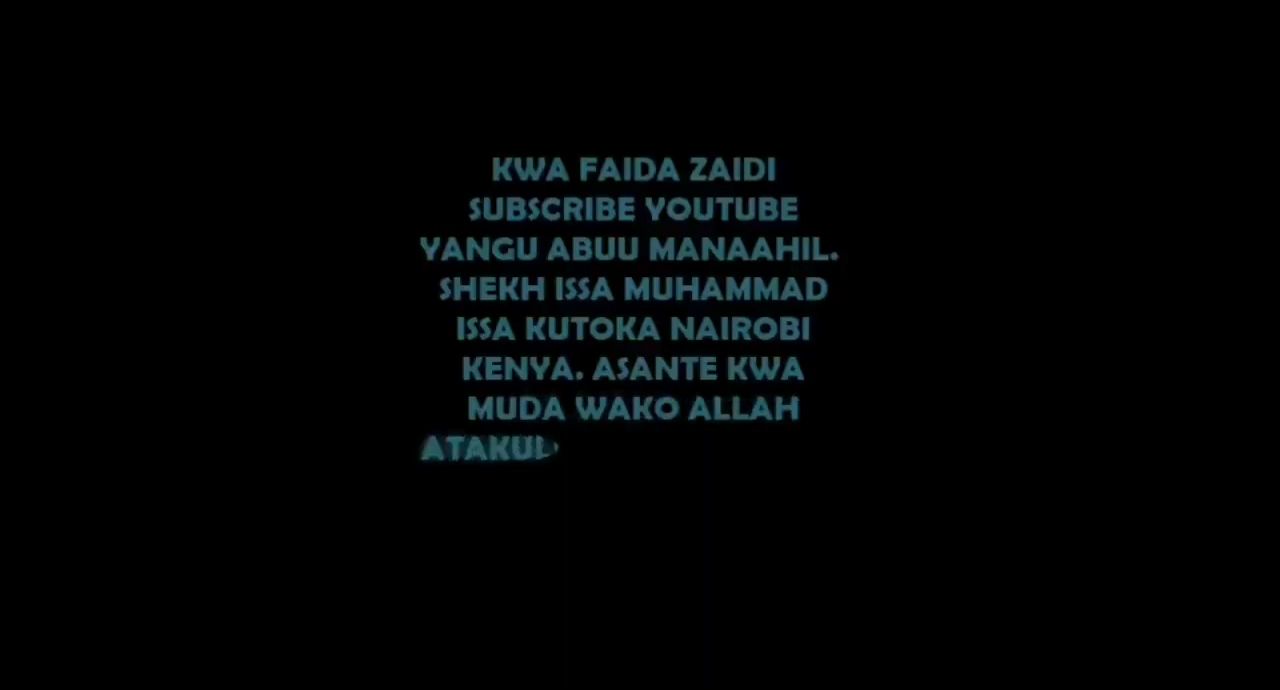 KWA FAIDA ZAIDI
SUBSCRIBE YOUTUBE
YANGU ABUU MANAAHIL.
SHEKH ISSA MUHAMMAD
ISSA KUTOKA NAIROBI
KENYA. ASANTE KWA
MUDA WAKO ALLAH